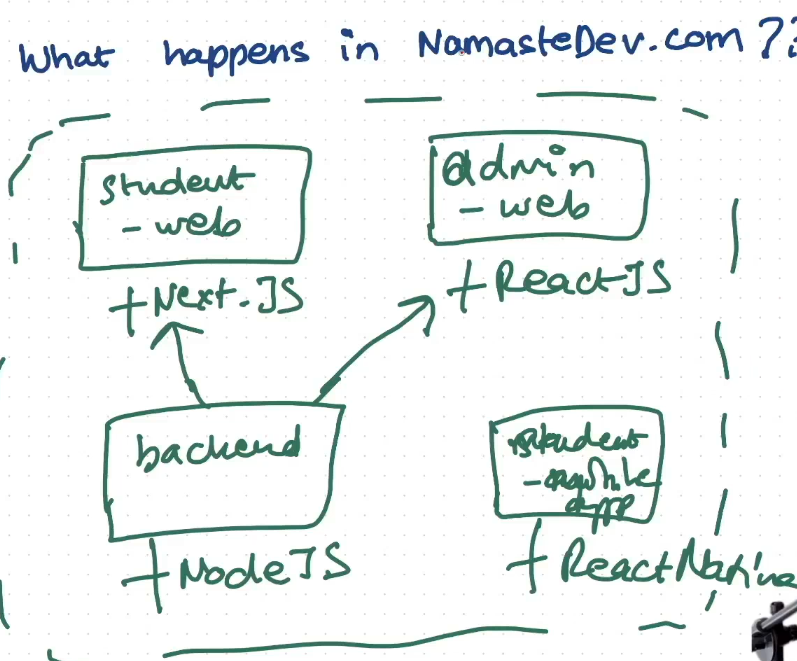 What happens in NamasteDev.com ??
student
- web
+ Next.JS
admin
- web
+ ReactJS
backend
+ NodeJS
student
- mobile
app
+ ReactNative